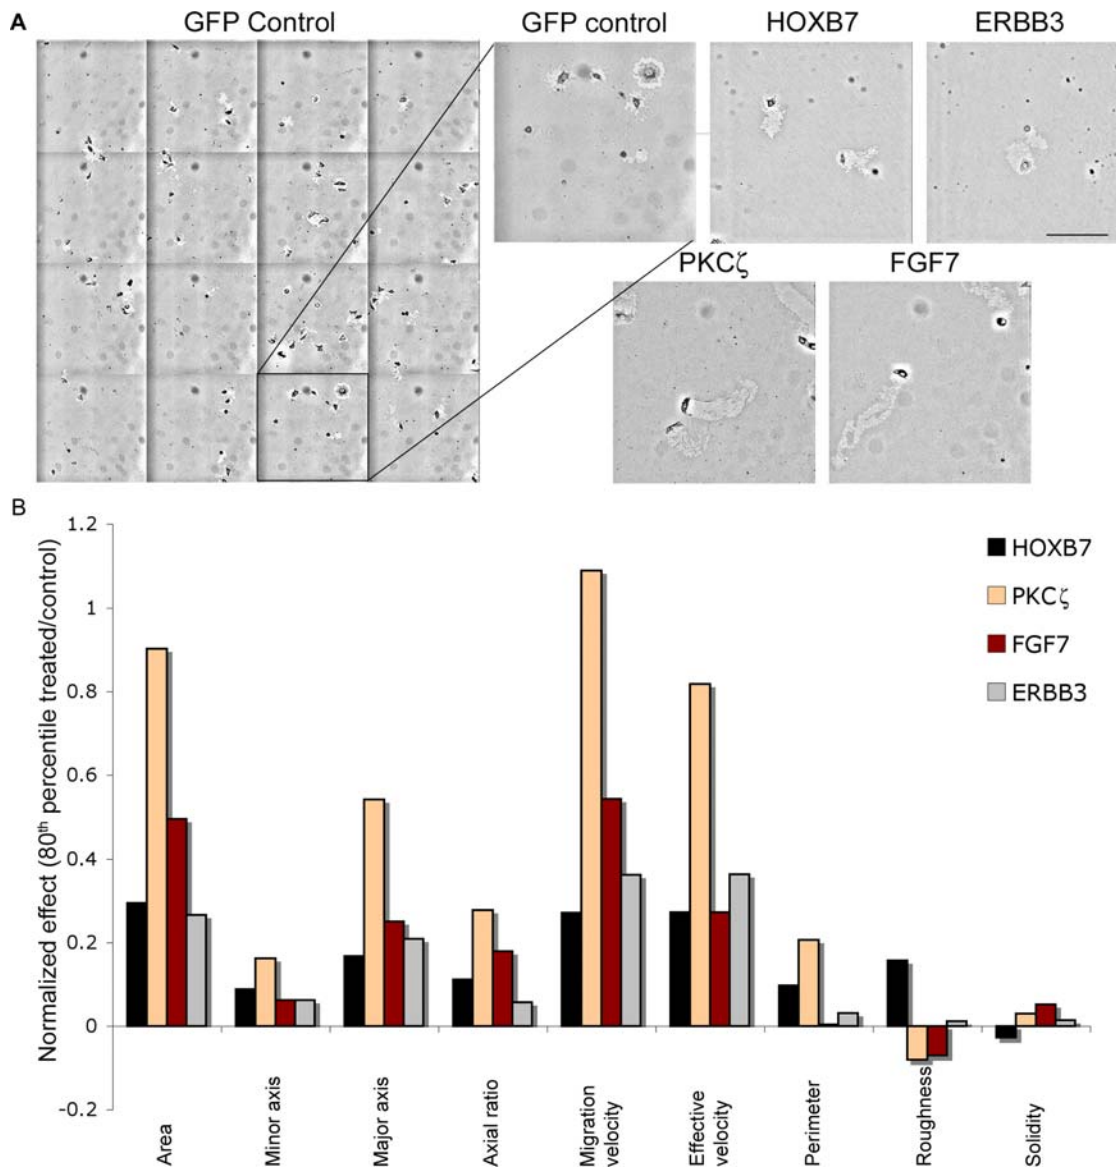 A
GFP Control
GFP control
HOXB7
ERBB3
PKCζ
FGF7
B
Normalized effect (80th percentile treated/control)
1.2
1
0.8
0.6
0.4
0.2
0
-0.2
HOXB7
PKCζ
FGF7
ERBB3
Area
Minor axis
Major axis
Axial ratio
Migration
velocity
Effective
velocity
Perimeter
Roughness
Solidity